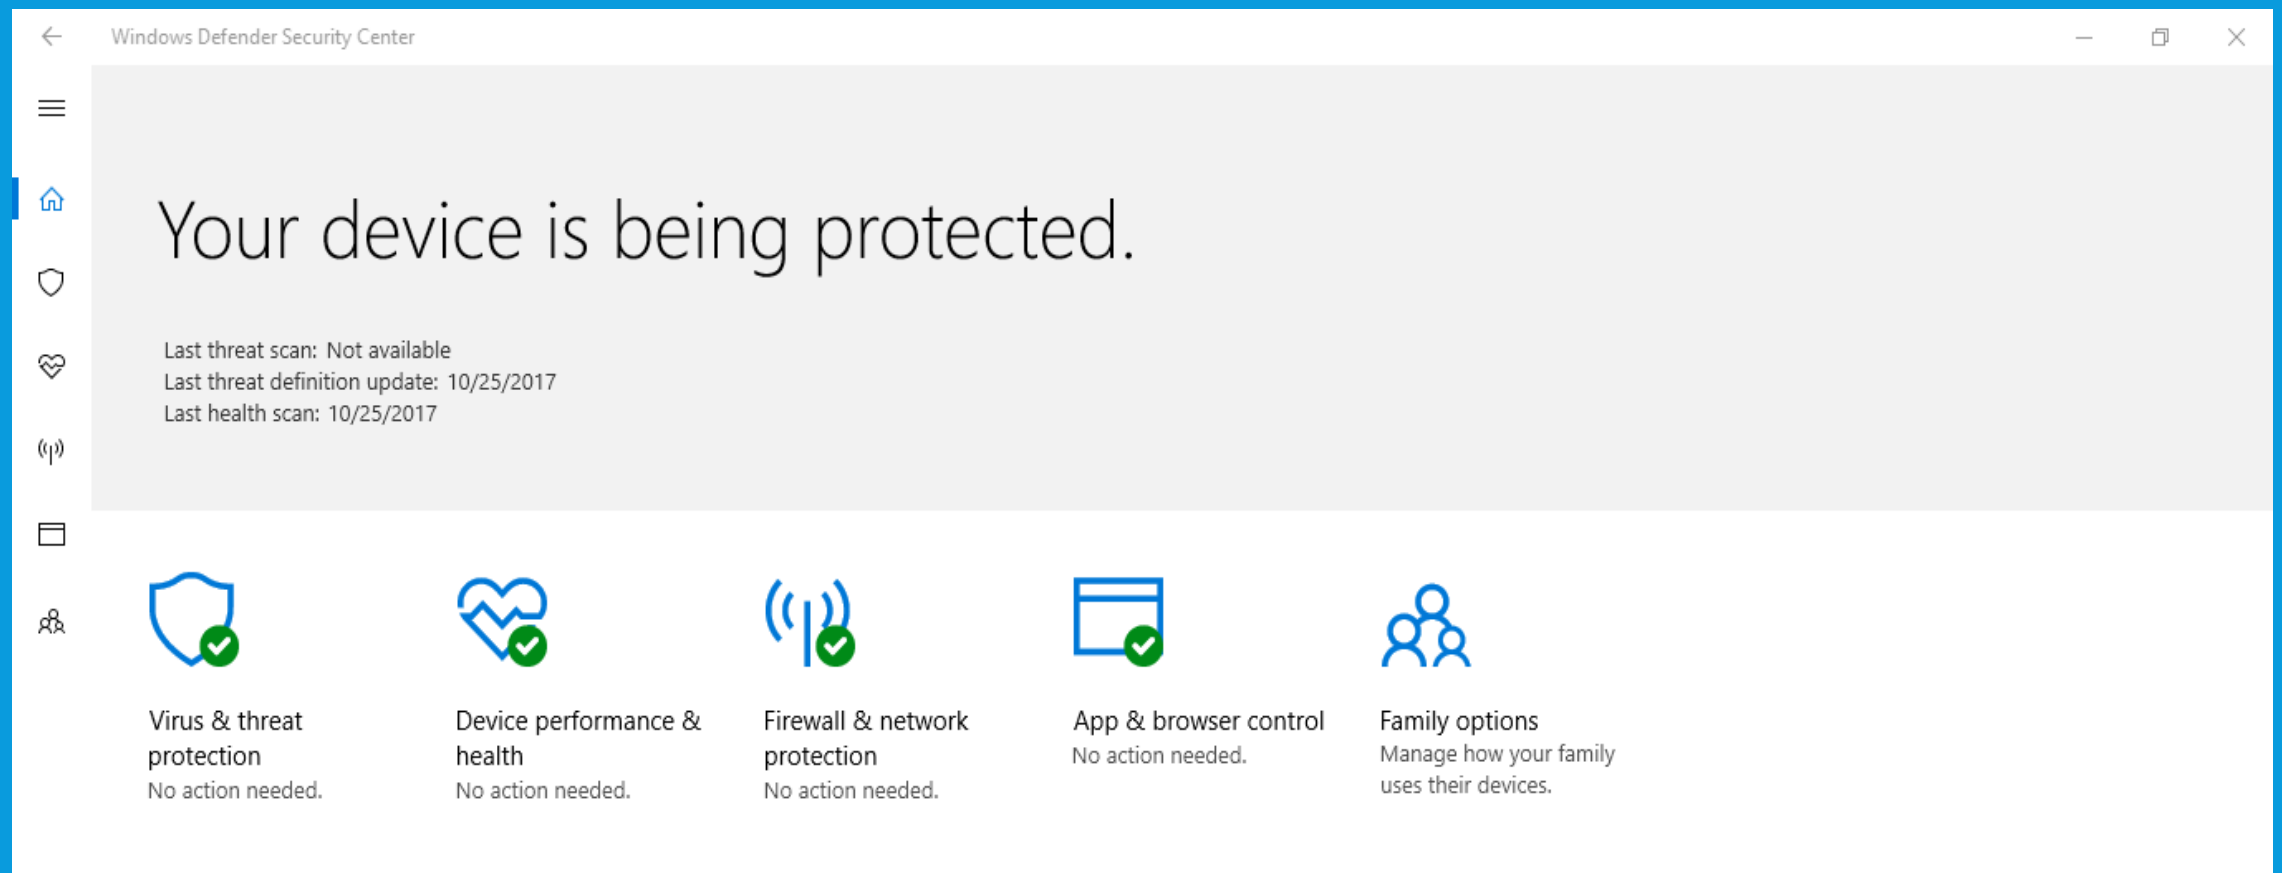 Windows Defender Security Center
Your device is being protected.
Last threat scan: Not available
Last threat definition update: 10/25/2017
Last health scan: 10/25/2017
Virus & threat
protection
No action needed.
Device performance &
health
No action needed.
Firewall & network
protection
No action needed.
App & browser control
No action needed.
Family options
Manage how your family
uses their devices.